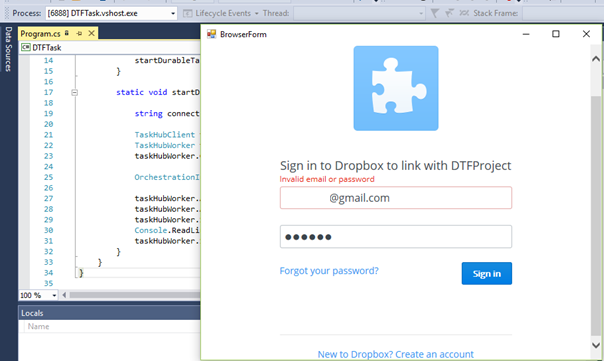 Process: [6888] DTFTask.vshost.exe Lifecycle Events Thread: Stack Frame:
Data Sources
Program.cs
DTFTask
14 startDurableTa
15 }
16
17 static void startD
18
19 string connect
20
21 TaskHubClient
22 TaskHubWorker
23 taskHubWorker.
24
25 OrchestrationI
26
27 taskHubWorker.
28 taskHubWorker.
29 taskHubWorker.
30 Console.ReadLi
31 taskHubWorker.
32 }
33 }
34 }
35
100 %
Locals
Name
BrowserForm
Sign in to Dropbox to link with DTFProject
Invalid email or password
@gmail.com
Forgot your password?
Sign in
New to Dropbox? Create an account